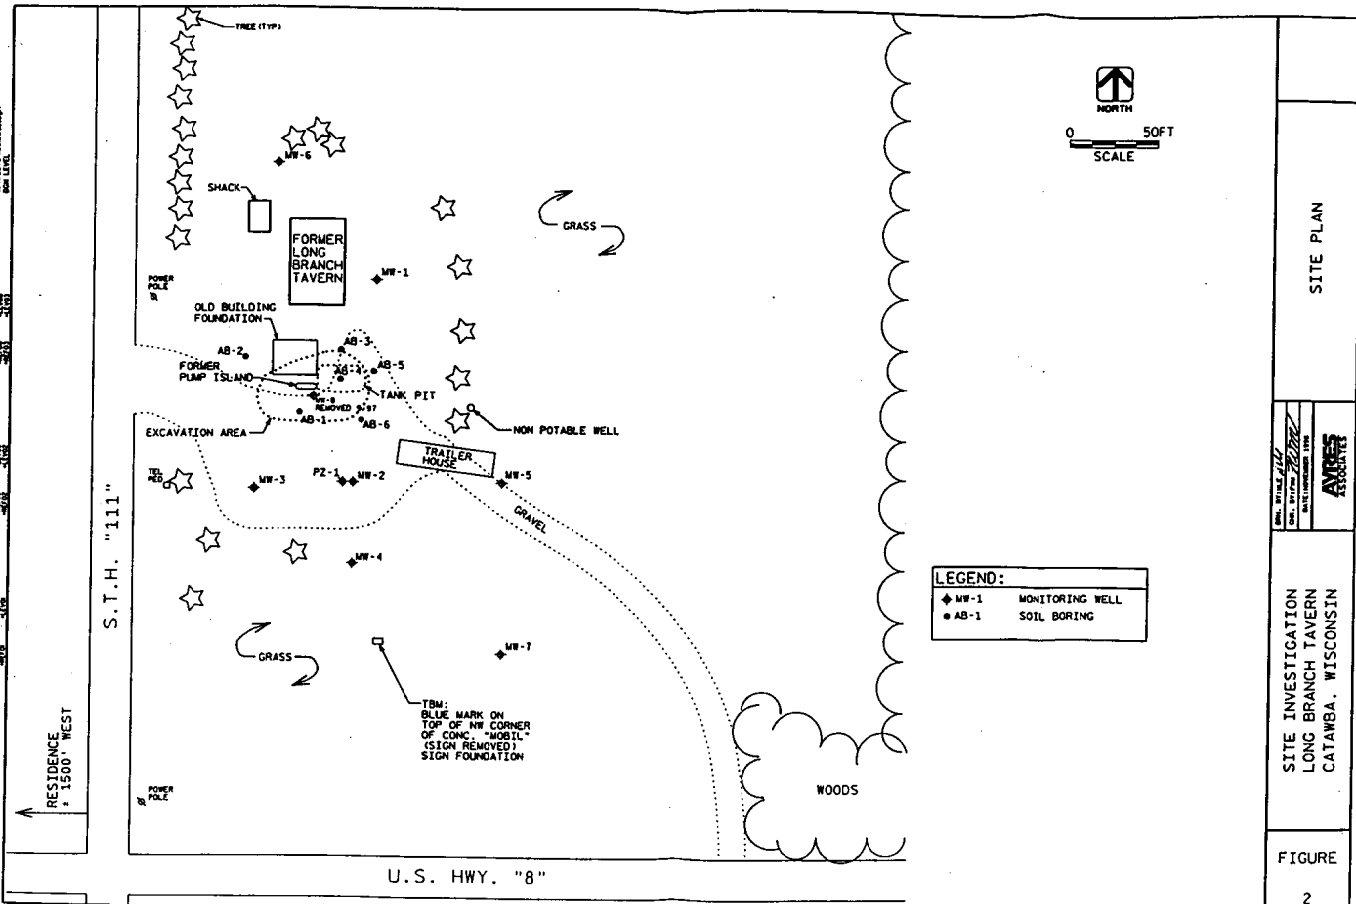 TREE (TYP)
NORTH
0 50FT
SCALE
MW-6
SHACK
GRASS
FORMER
LONG
BRANCH
TAVERN
MW-1
POWER
POLE
OLD BUILDING
FOUNDATION
AB-2
AB-3
FORMER
PUMP ISLAND
AB-4
AB-5
TANK PIT
REMOVED 9-97
AB-1
AB-6
EXCAVATION AREA
NON POTABLE WELL
TRAILER
HOUSE
TEL
PED
MW-3
PZ-1
MW-2
MW-5
GRAVEL
MW-4
S.T.H. "111"
GRASS
MW-7
TBM:
BLUE MARK ON
TOP OF NW CORNER
OF CONC. "MOBIL"
(SIGN REMOVED)
SIGN FOUNDATION
LEGEND:
MW-1 MONITORING WELL
AB-1 SOIL BORING
RESIDENCE
± 1500' WEST
POWER
POLE
WOODS
U.S. HWY. "8"
SITE PLAN
AYRES
ASSOCIATES
SITE INVESTIGATION
LONG BRANCH TAVERN
CATAWBA, WISCONSIN
FIGURE
2